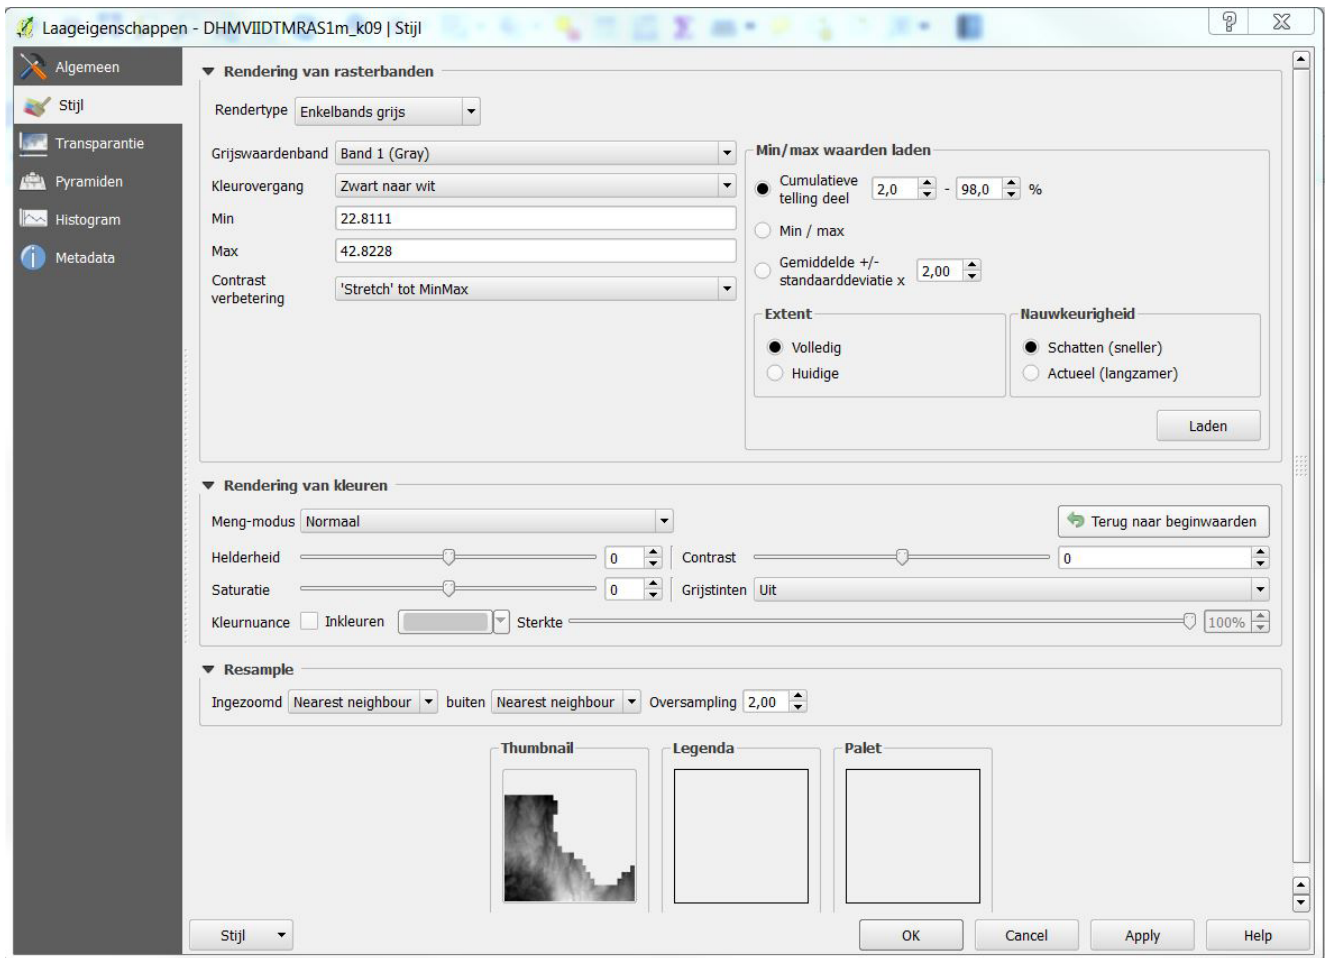 Laageigenschappen - DHMVIIDTMRAS1m_k09 | Stijl
Algemeen
Stijl
Transparantie
Pyramiden
Histogram
Metadata
Rendering van rasterbanden
Rendertype Enkelbands grijs
Grijswaardenband Band 1 (Gray)
Kleurovergang Zwart naar wit
Min 22.8111
Max 42.8228
Contrast
verbetering 'Stretch' tot MinMax
Min/max waarden laden
Cumulatieve
telling deel 2,0 - 98,0 %
Min / max
Gemiddelde +/-
standaarddeviatie x 2,00
Extent
Volledig
Huidige
Nauwkeurigheid
Schatten (sneller)
Actueel (langzamer)
Laden
Rendering van kleuren
Meng-modus Normaal Terug naar beginwaarden
Helderheid 0 Contrast 0
Saturatie 0 Grijstinten Uit
Kleurnuance Inkleuren Sterkte 100%
Resample
Ingezoomd Nearest neighbour buiten Nearest neighbour Oversampling 2,00
Thumbnail Legenda Palet
Stijl OK Cancel Apply Help